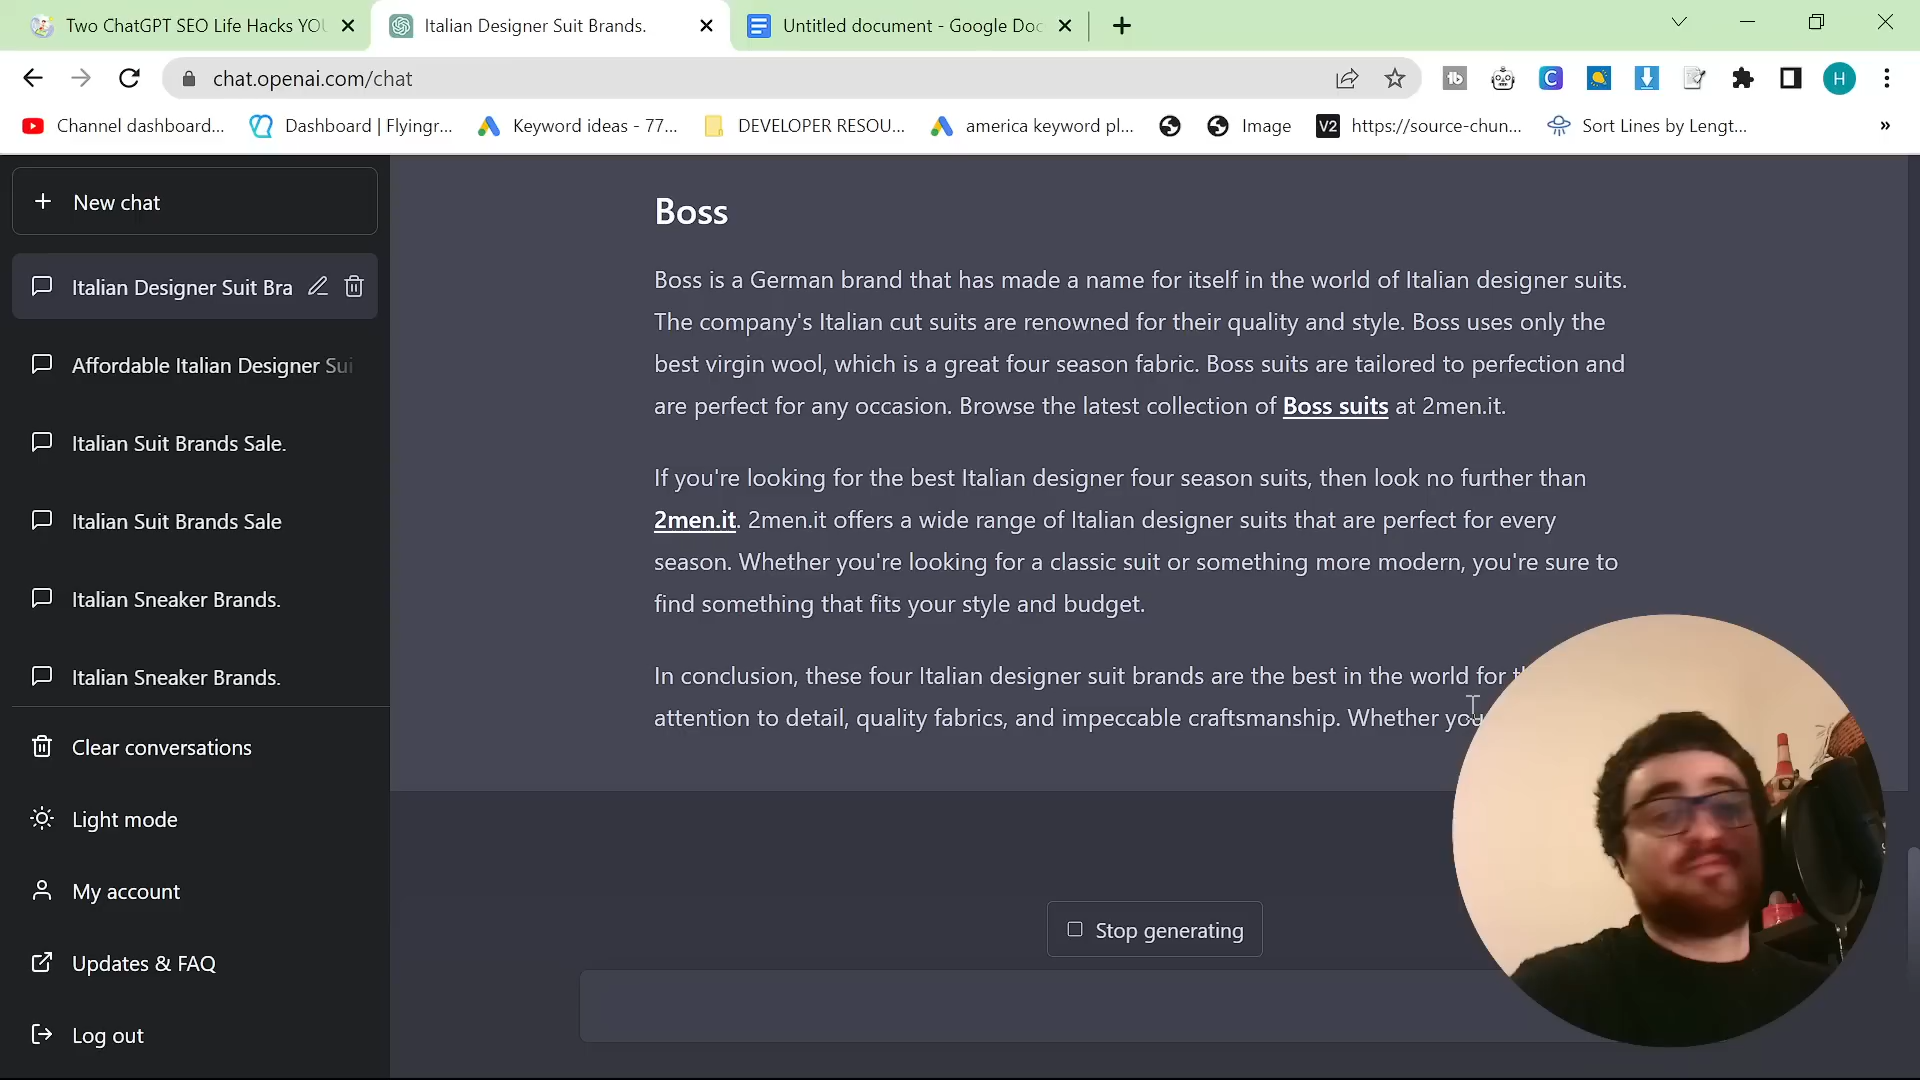 Two ChatGPT SEO Life Hacks YOU
Italian Designer Suit Brands.
Untitled document - Google Doc
chat.openai.com/chat
H
Channel dashboard...
Dashboard | Flyingr...
Keyword ideas - 77...
DEVELOPER RESOU...
america keyword pl...
Image
V2
https://source-chun...
Sort Lines by Lengt...
»
New chat
Italian Designer Suit Bra
Affordable Italian Designer Sui
Italian Suit Brands Sale.
Italian Suit Brands Sale
Italian Sneaker Brands.
Italian Sneaker Brands.
Clear conversations
Light mode
My account
Updates & FAQ
Log out
Boss
Boss is a German brand that has made a name for itself in the world of Italian designer suits.
The company's Italian cut suits are renowned for their quality and style. Boss uses only the
best virgin wool, which is a great four season fabric. Boss suits are tailored to perfection and
are perfect for any occasion. Browse the latest collection of Boss suits at 2men.it.
If you're looking for the best Italian designer four season suits, then look no further than
2men.it. 2men.it offers a wide range of Italian designer suits that are perfect for every
season. Whether you're looking for a classic suit or something more modern, you're sure to
find something that fits your style and budget.
In conclusion, these four Italian designer suit brands are the best in the world for
attention to detail, quality fabrics, and impeccable craftsmanship. Whether you
Stop generating